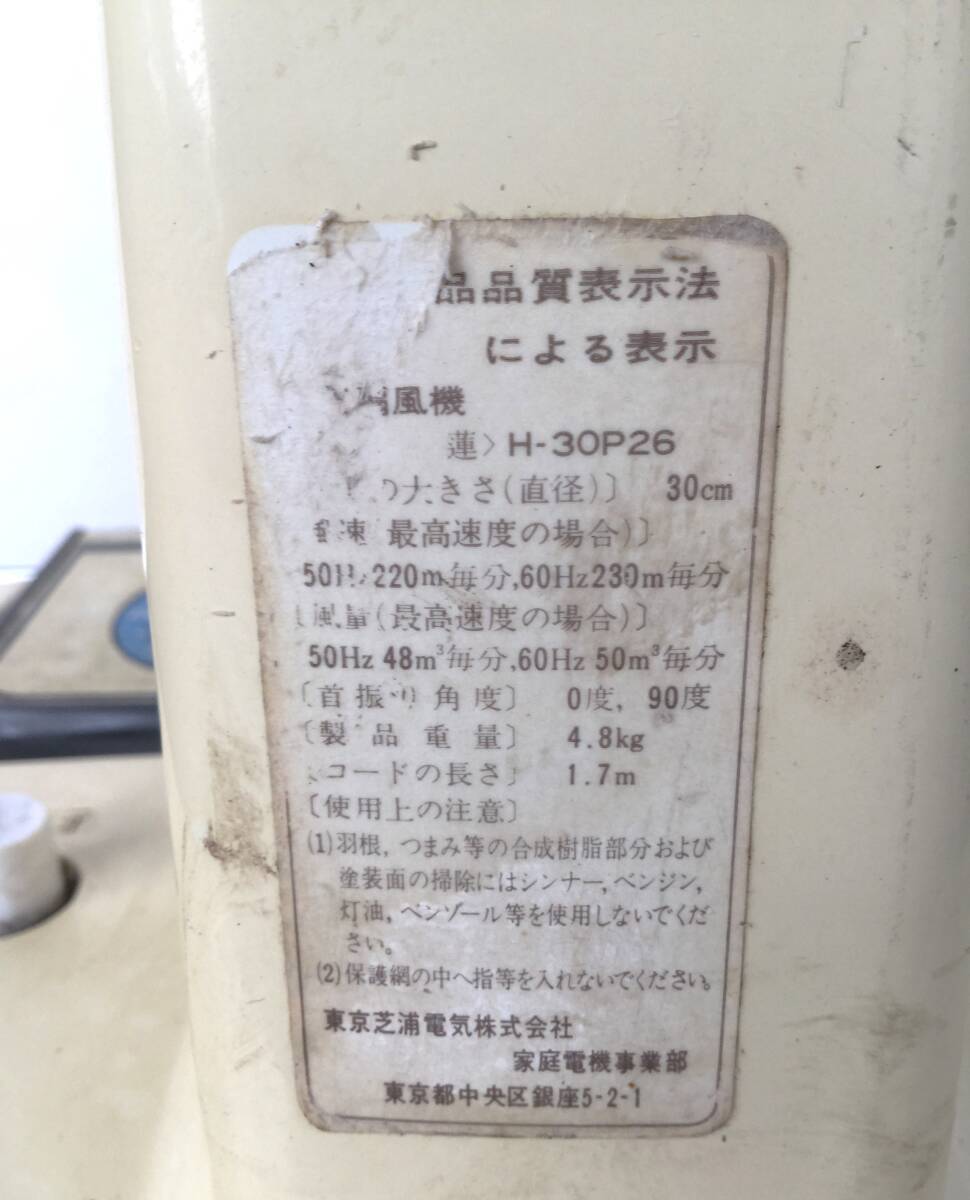 品品質表示法
による表示
風機
蓮〉H-30P26
大きさ(直径)〕 30cm
速(最高速度の場合)〕
50Hz 220m毎分,60Hz230m毎分
風量(最高速度の場合)〕
50Hz 48m³毎分,60Hz 50m³毎分
〔首振り角度〕 0度, 90度
〔製品重量〕 4.8kg
コードの長さ〕 1.7m
〔使用上の注意〕
(1)羽根, つまみ等の合成樹脂部分および
塗装面の掃除にはシンナー,ベンジン,
灯油,ベンゾール等を使用しないでくだ
さい。
(2)保護網の中へ指等を入れないでください。
東京芝浦電気株式会社
家庭電機事業部
東京都中央区銀座5-2-1